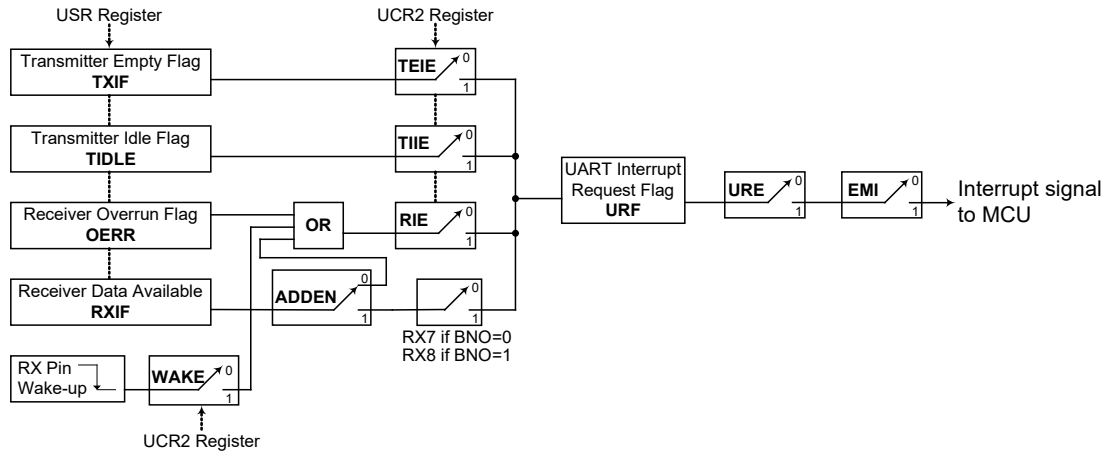 USR Register
UCR2 Register
Transmitter Empty Flag
TXIF
TEIE
0
1
Transmitter Idle Flag
TIDLE
TIIE
0
1
UART Interrupt
Request Flag
URF
URE
0
1
EMI
0
1
Interrupt signal
to MCU
Receiver Overrun Flag
OERR
OR
RIE
0
1
Receiver Data Available
RXIF
ADDEN
0
1
0
1
RX7 if BNO=0
RX8 if BNO=1
RX Pin
Wake-up
WAKE
0
1
UCR2 Register